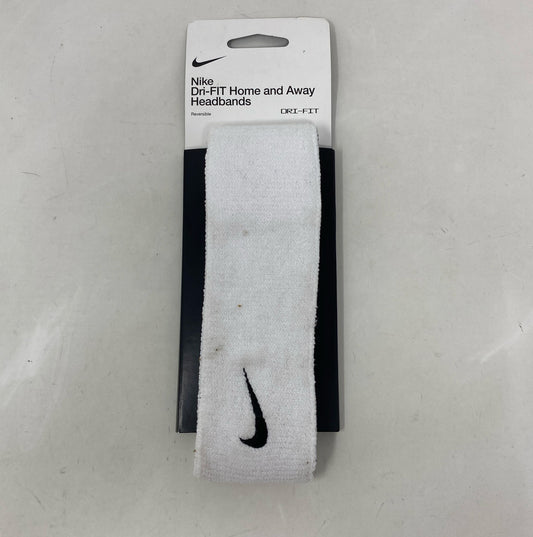 Nike
Dri-FIT Home and Away
Headbands
Reversible
DRI-FIT